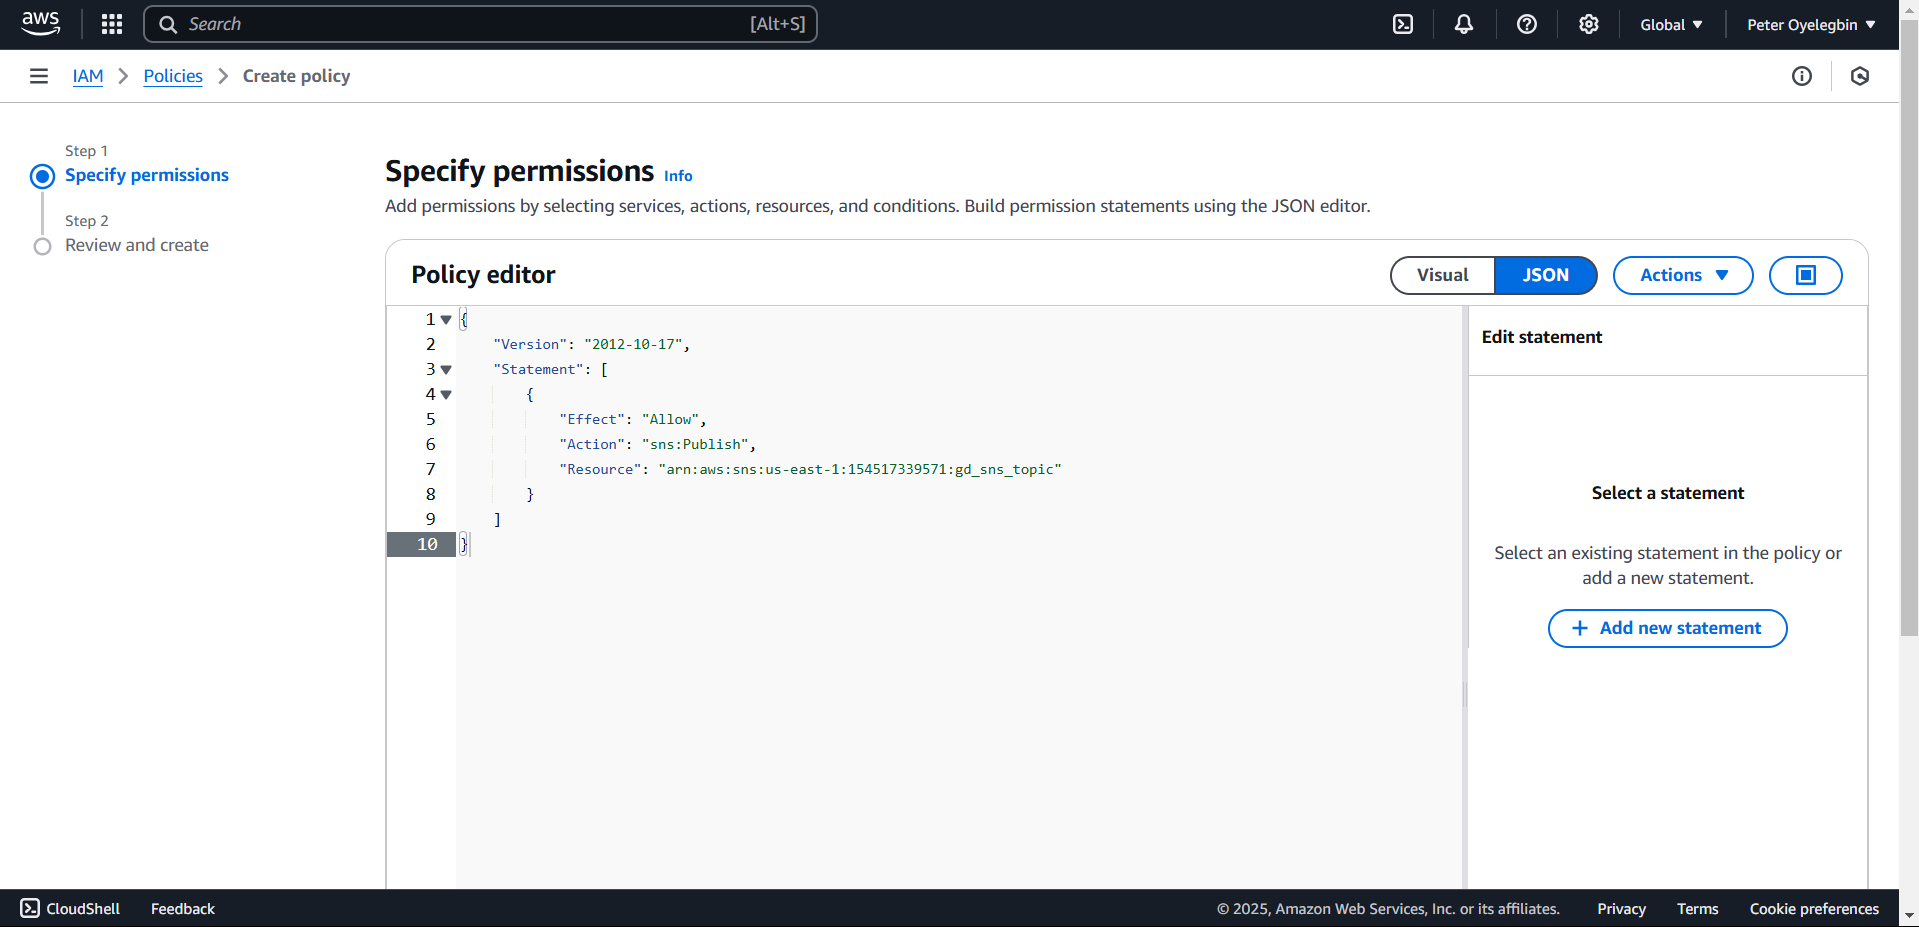 aws
Search [Alt+S]
Global
Peter Oyelegbin
IAM > Policies > Create policy
Step 1
Specify permissions
Step 2
Review and create
Specify permissions Info
Add permissions by selecting services, actions, resources, and conditions. Build permission statements using the JSON editor.
Policy editor
Visual
JSON
Actions
1 {
2 "Version": "2012-10-17",
3 "Statement": [
4 {
5 "Effect": "Allow",
6 "Action": "sns:Publish",
7 "Resource": "arn:aws:sns:us-east-1:154517339571:gd_sns_topic"
8 }
9 ]
10 }
Edit statement
Select a statement
Select an existing statement in the policy or
add a new statement.
+ Add new statement
CloudShell
Feedback
© 2025, Amazon Web Services, Inc. or its affiliates.
Privacy
Terms
Cookie preferences